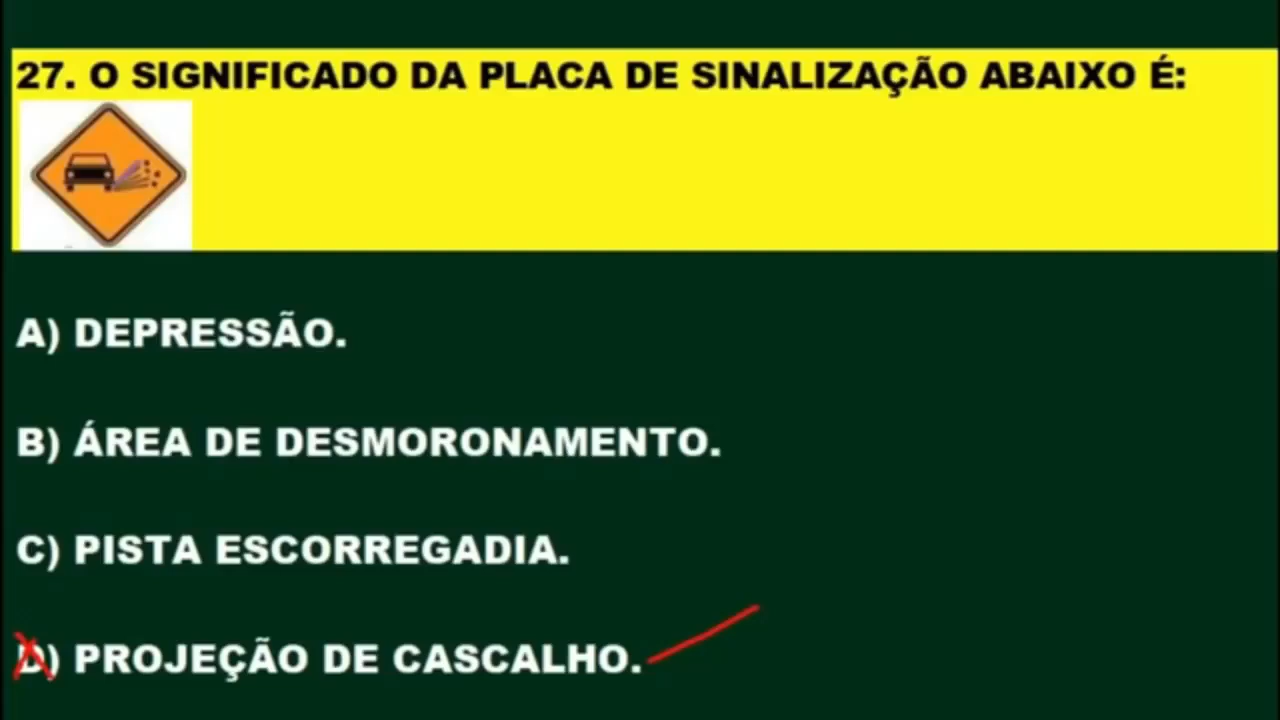 27. O SIGNIFICADO DA PLACA DE SINALIZAÇÃO ABAIXO É:
A) DEPRESSÃO.
B) ÁREA DE DESMORONAMENTO.
C) PISTA ESCORREGADIA.
D) PROJEÇÃO DE CASCALHO.